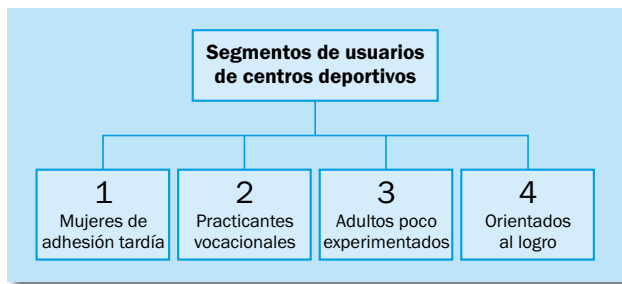 Segmentos de usuarios
de centros deportivos
1
Mujeres de
adhesión tardía
2
Practicantes
vocacionales
3
Adultos poco
experimentados
4
Orientados
al logro